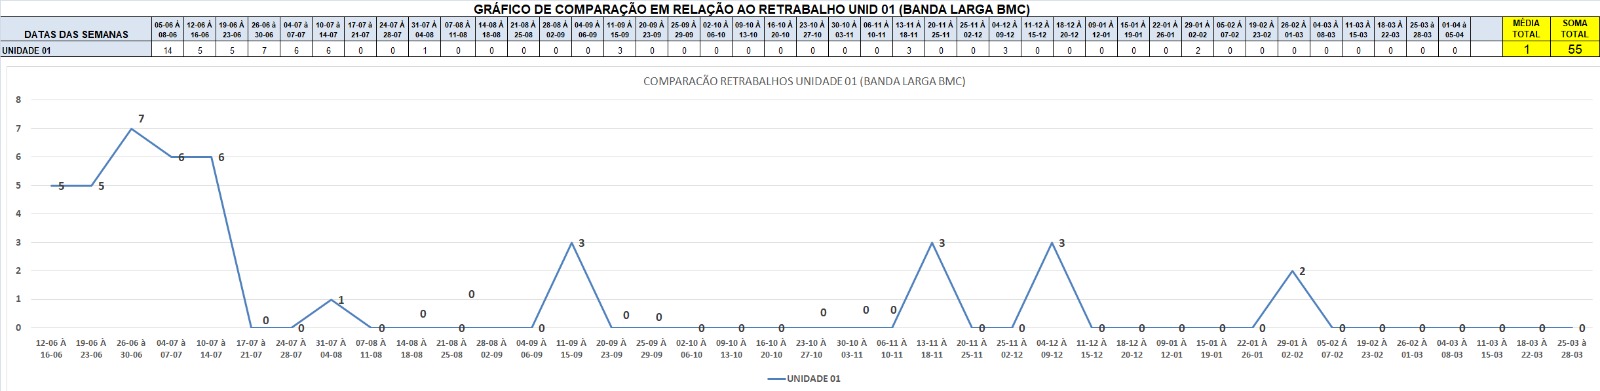 GRÁFICO DE COMPARAÇÃO EM RELAÇÃO AO RETRABALHO UNID 01 (BANDA LARGA BMC)
DATAS DAS SEMANAS 05-06 À 08-06 12-06 À 16-06 19-06 À 23-06 26-06 à 30-06 04-07 à 07-07 10-07 à 14-07 17-07 à 21-07 24-07 À 28-07 31-07 À 04-08 07-08 À 11-08 14-08 À 18-08 21-08 À 25-08 28-08 À 02-09 04-09 À 06-09 11-09 À 15-09 20-09 À 23-09 25-09 À 29-09 02-10 À 06-10 09-10 À 13-10 16-10 À 20-10 23-10 À 27-10 30-10 À 03-11 06-11 À 10-11 13-11 À 18-11 20-11 À 25-11 25-11 À 02-12 04-12 À 09-12 11-12 À 15-12 18-12 À 20-12 09-01 À 12-01 15-01 À 19-01 22-01 À 26-01 29-01 À 02-02 05-02 À 07-02 19-02 À 23-02 26-02 À 01-03 04-03 À 08-03 11-03 À 15-03 18-03 À 22-03 25-03 À 28-03 01-04 à 05-04 MÉDIA TOTAL SOMA TOTAL
UNIDADE 01 14 5 5 7 6 6 0 0 1 0 0 0 0 0 3 0 0 0 0 0 0 0 0 3 0 0 3 0 0 0 0 0 2 0 0 0 0 0 0 0 0 1 55
COMPARACÃO RETRABALHOS UNIDADE 01 (BANDA LARGA BMC)
8
7
6
5
4
3
2
1
0
5 5 7 6 6 0 0 1 0 0 0 0 0 3 0 0 0 0 0 0 0 0 3 0 0 3 0 0 0 0 0 2 0 0 0 0 0 0 0
12-06 À 19-06 À 26-06 à 04-07 à 10-07 à 17-07 à 24-07 À 31-07 À 07-08 À 14-08 À 21-08 À 28-08 À 04-09 À 11-09 À 20-09 À 25-09 À 02-10 À 09-10 À 16-10 À 23-10 À 30-10 À 06-11 À 13-11 À 20-11 À 25-11 À 04-12 À 11-12 À 18-12 À 09-01 À 15-01 À 22-01 À 29-01 À 05-02 À 19-02 À 26-02 À 04-03 À 11-03 À 18-03 À 25-03 À
16-06 23-06 30-06 07-07 14-07 21-07 28-07 04-08 11-08 18-08 25-08 02-09 06-09 15-09 23-09 29-09 06-10 13-10 20-10 27-10 03-11 10-11 18-11 25-11 02-12 09-12 15-12 20-12 12-01 19-01 26-01 02-02 07-02 23-02 01-03 08-03 15-03 22-03 28-03
UNIDADE 01